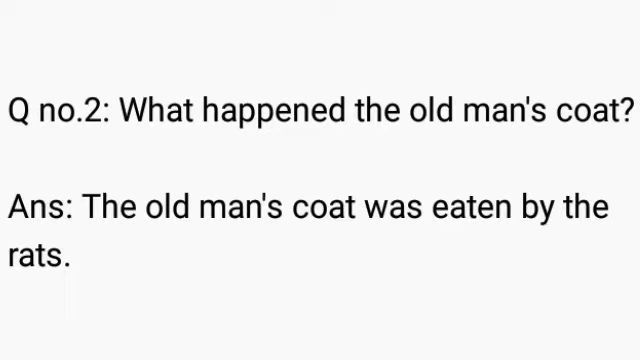 Q no.2: What happened the old man's coat?
Ans: The old man's coat was eaten by the
rats.